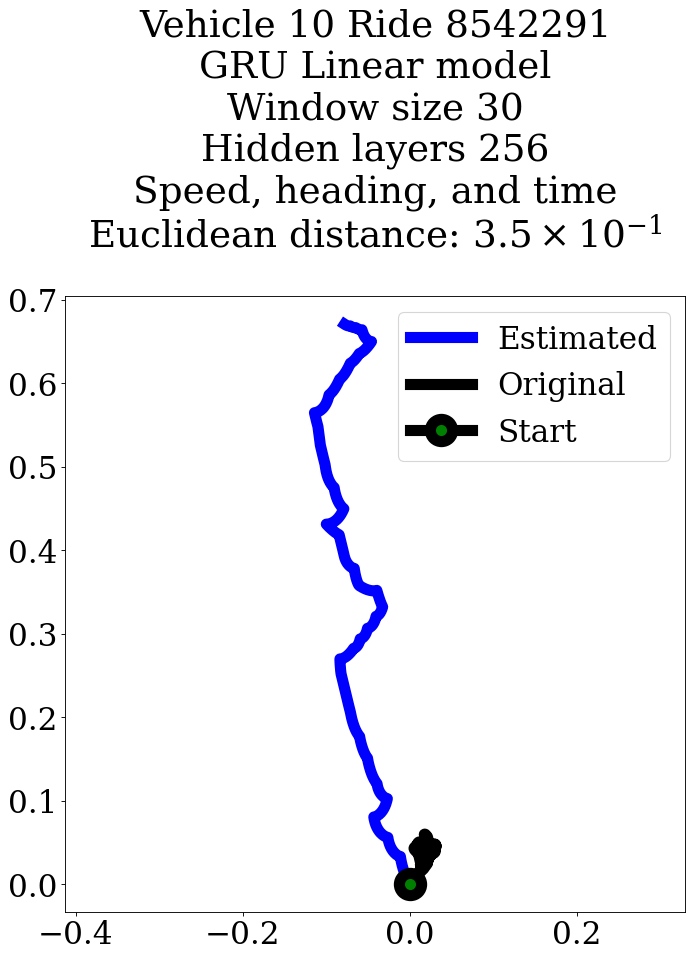 Vehicle 10 Ride 8542291
GRU Linear model
Window size 30
Hidden layers 256
Speed, heading, and time
Euclidean distance: 3.5 × 10⁻¹
Estimated
Original
Start
0.7
0.6
0.5
0.4
0.3
0.2
0.1
0.0
−0.4 −0.2 0.0 0.2